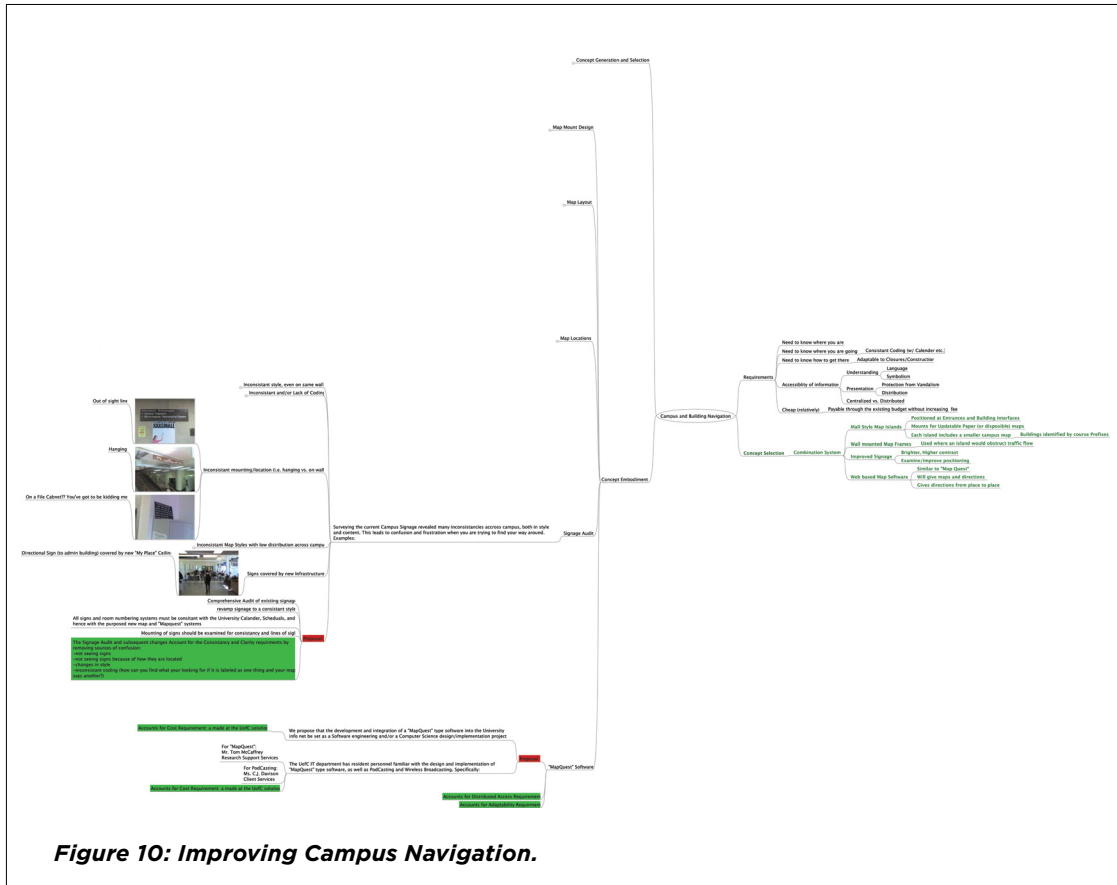 Concept Generation and Selection
Map Mount Design
Map Layout
Map Locations
Campus and Building Navigation
Requirements
Need to know where you are
Need to know where you are going
Consistant Coding (w/ Calender etc.)
Need to know how to get there
Adaptable to Closures/Construction
Accessiblity of information
Understanding
Language
Symbolism
Presentation
Protection from Vandalism
Distribution
Centralized vs. Distributed
Cheap (relatively)
Payable through the existing budget without increasing fee
Concept Selection
Combination System
Mall Style Map Islands
Positioned at Entrances and Building Interfaces
Mounts for Updatable Paper (or disposible) maps
Each island includes a smaller campus map
Buildings identified by course Prefixes
Wall mounted Map Frames
Used where an island would obstruct traffic flow
Improved Signage
Brighter, Higher contrast
Examine/improve positioning
Web based Map Software
Similar to "Map Quest"
Will give maps and directions
Gives directions from place to place
Concept Embodiment
Signage Audit
Surveying the current Campus Signage revealed many inconsistancies accross campus, both in style
and content. This leads to confusion and frustration when you are trying to find your way around.
Examples:
Inconsistant style, even on same wall
Inconsistant and/or Lack of Coding
Inconsistant mounting/location (i.e. hanging vs. on wall
Out of sight line
Hanging
On a File Cabnet?? You've got to be kidding me
Inconsistant Map Styles with low distribution across campu
Signs covered by new Infrastructure
Directional Sign (to admin building) covered by new "My Place" Ceilin
Proposal
Comprehensive Audit of existing signage
revamp signage to a consistant style
All signs and room numbering systems must be consitant with the University Calander, Scheduals, and
hence with the purposed new map and "Mapquest" systems
Mounting of signs should be examined for consistancy and lines of sigl
The Signage Audit and subsequent changes Account for the Consistancy and Clarity requirments by
removing sources of confusion:
-not seeing signs
-not seeing signs because of how they are located
-changes in style
-inconsistant coding (how can you find what your looking for if it is labeled as one thing and your map
says another?)
"MapQuest" Software
Proposal
We propose that the development and integration of a "MapQuest" type software into the University
info net be set as a Software engineering and/or a Computer Science design/implementation project
Accounts for Cost Requirement: a made at the UofC solution
The UofC IT department has resident personnel familiar with the design and implementation of
"MapQuest" type software, as well as PodCasting and Wireless Broadcasting. Specifically:
For "MapQuest":
Mr. Tom McCaffrey
Research Support Services
For PodCasting:
Ms. C.J. Davison
Client Services
Accounts for Cost Requirement: a made at the UofC solution
Accounts for Distributed Access Requiremen
Accounts for Adaptability Requiremen
Figure 10: Improving Campus Navigation.